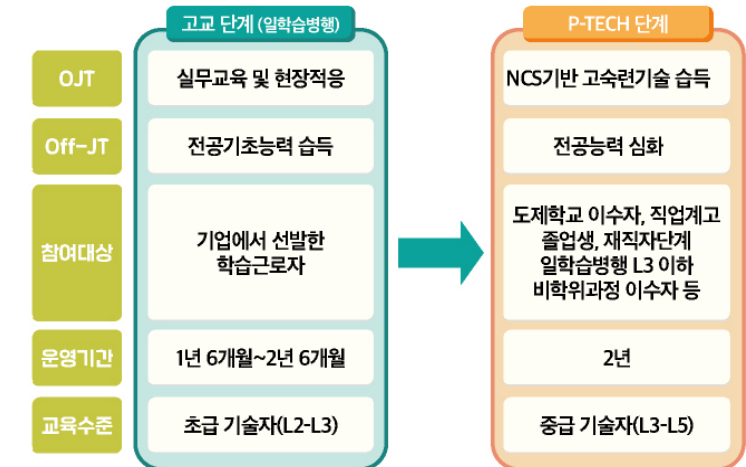 고교 단계 (일학습병행)
P-TECH 단계
OJT
실무교육 및 현장적응
NCS기반 고숙련기술 습득
Off-JT
전공기초능력 습득
전공능력 심화
참여대상
기업에서 선발한
학습근로자
도제학교 이수자, 직업계고
졸업생, 재직자단계
일학습병행 L3 이하
비학위과정 이수자 등
운영기간
1년 6개월~2년 6개월
2년
교육수준
초급 기술자(L2-L3)
중급 기술자(L3-L5)